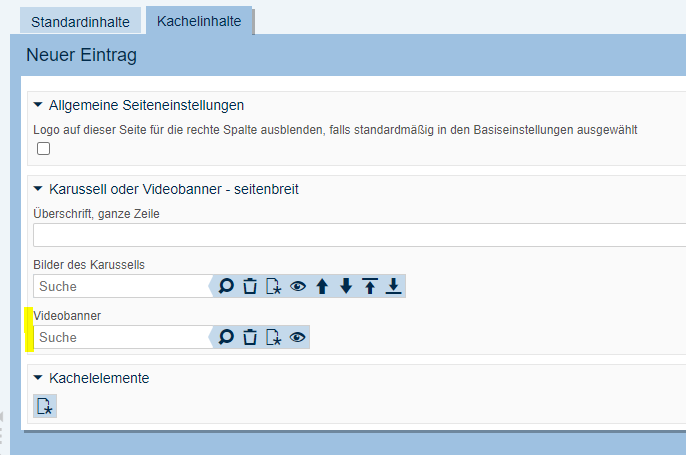 Standardinhalte
Kachelinhalte
Neuer Eintrag
Allgemeine Seiteneinstellungen
Logo auf dieser Seite für die rechte Spalte ausblenden, falls standardmäßig in den Basiseinstellungen ausgewählt
Karussell oder Videobanner - seitenbreit
Überschrift, ganze Zeile
Bilder des Karussells
Suche
Videobanner
Suche
Kachelelemente